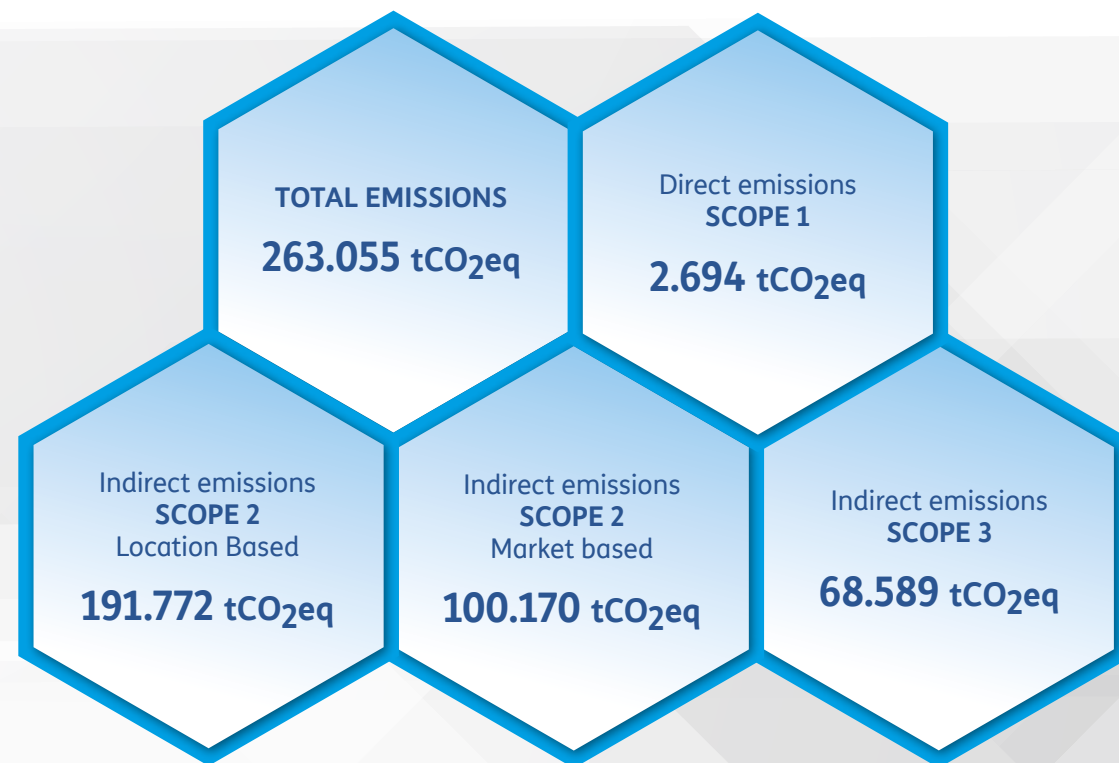 TOTAL EMISSIONS
263.055 tCO₂eq
Direct emissions
SCOPE 1
2.694 tCO₂eq
Indirect emissions
SCOPE 2
Location Based
191.772 tCO₂eq
Indirect emissions
SCOPE 2
Market based
100.170 tCO₂eq
Indirect emissions
SCOPE 3
68.589 tCO₂eq